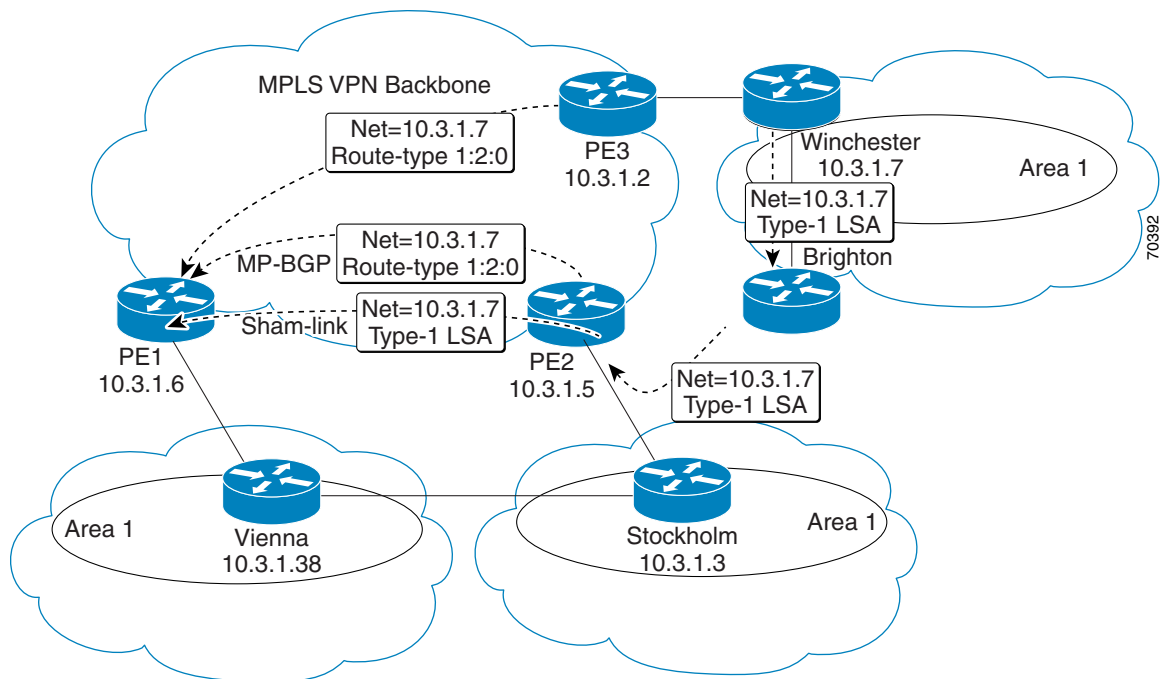 MPLS VPN Backbone
Net=10.3.1.7
Route-type 1:2:0
PE3
10.3.1.2
Winchester
10.3.1.7
Area 1
Net=10.3.1.7
Type-1 LSA
Brighton
70392
Net=10.3.1.7
Route-type 1:2:0
MP-BGP
Net=10.3.1.7
Type-1 LSA
Sham-link
PE1
10.3.1.6
PE2
10.3.1.5
Net=10.3.1.7
Type-1 LSA
Area 1
Vienna
10.3.1.38
Stockholm
10.3.1.3
Area 1